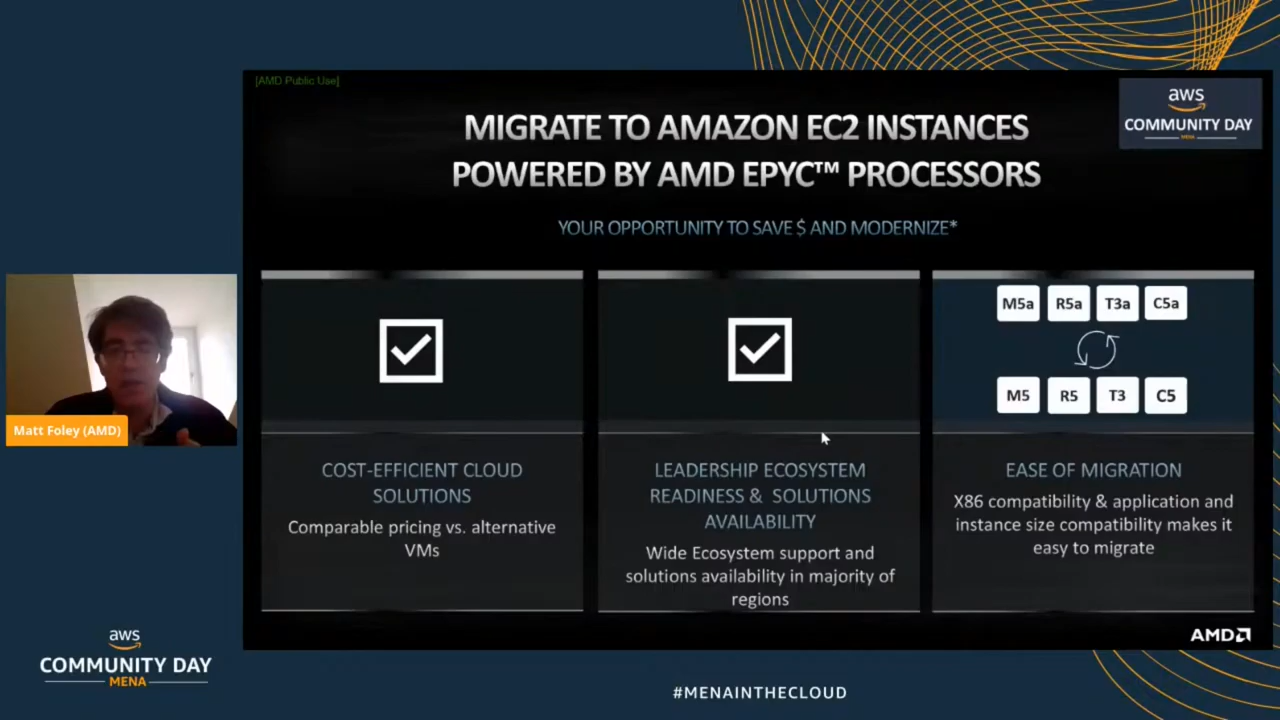 [AMD Public Use]
aws
COMMUNITY DAY
MENA
MIGRATE TO AMAZON EC2 INSTANCES
POWERED BY AMD EPYC™ PROCESSORS
YOUR OPPORTUNITY TO SAVE $ AND MODERNIZE*
M5a R5a T3a C5a
M5 R5 T3 C5
COST-EFFICIENT CLOUD
SOLUTIONS
Comparable pricing vs. alternative
VMs
LEADERSHIP ECOSYSTEM
READINESS & SOLUTIONS
AVAILABILITY
Wide Ecosystem support and
solutions availability in majority of
regions
EASE OF MIGRATION
X86 compatibility & application and
instance size compatibility makes it
easy to migrate
AMD
Matt Foley (AMD)
aws
COMMUNITY DAY
MENA
#MENAINTHECLOUD